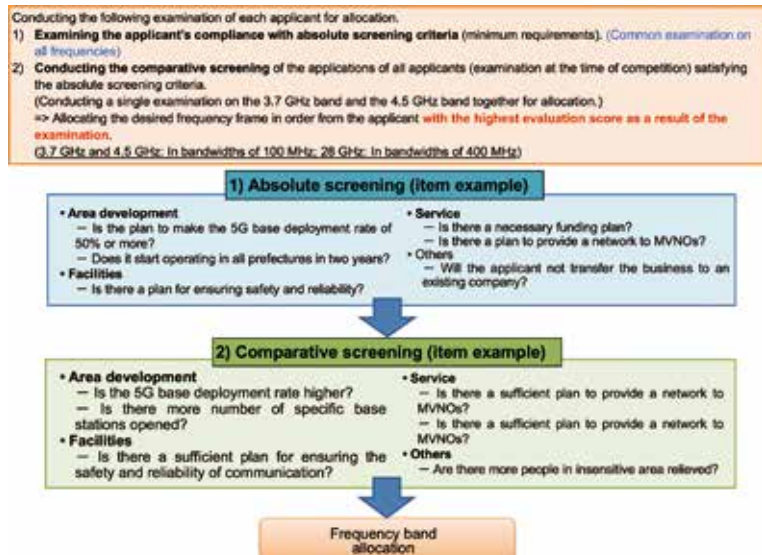 Conducting the following examination of each applicant for allocation.
1) Examining the applicant's compliance with absolute screening criteria (minimum requirements). (Common examination on
all frequencies)
2) Conducting the comparative screening of the applications of all applicants (examination at the time of competition) satisfying
the absolute screening criteria.
(Conducting a single examination on the 3.7 GHz band and the 4.5 GHz band together for allocation.)
=> Allocating the desired frequency frame in order from the applicant with the highest evaluation score as a result of the
examination.
(3.7 GHz and 4.5 GHz: In bandwidths of 100 MHz; 28 GHz: In bandwidths of 400 MHz)
1) Absolute screening (item example)
• Area development
— Is the plan to make the 5G base deployment rate of
50% or more?
— Does it start operating in all prefectures in two years?
• Facilities
— Is there a plan for ensuring safety and reliability?
• Service
— Is there a necessary funding plan?
— Is there a plan to provide a network to MVNOs?
• Others
— Will the applicant not transfer the business to an
existing company?
2) Comparative screening (item example)
• Area development
— Is the 5G base deployment rate higher?
— Is there more number of specific base
stations opened?
• Facilities
— Is there a sufficient plan for ensuring the
safety and reliability of communication?
• Service
— Is there a sufficient plan to provide a network to
MVNOs?
— Is there a sufficient plan to provide a network to
MVNOs?
• Others
— Are there more people in insensitive area relieved?
Frequency band
allocation